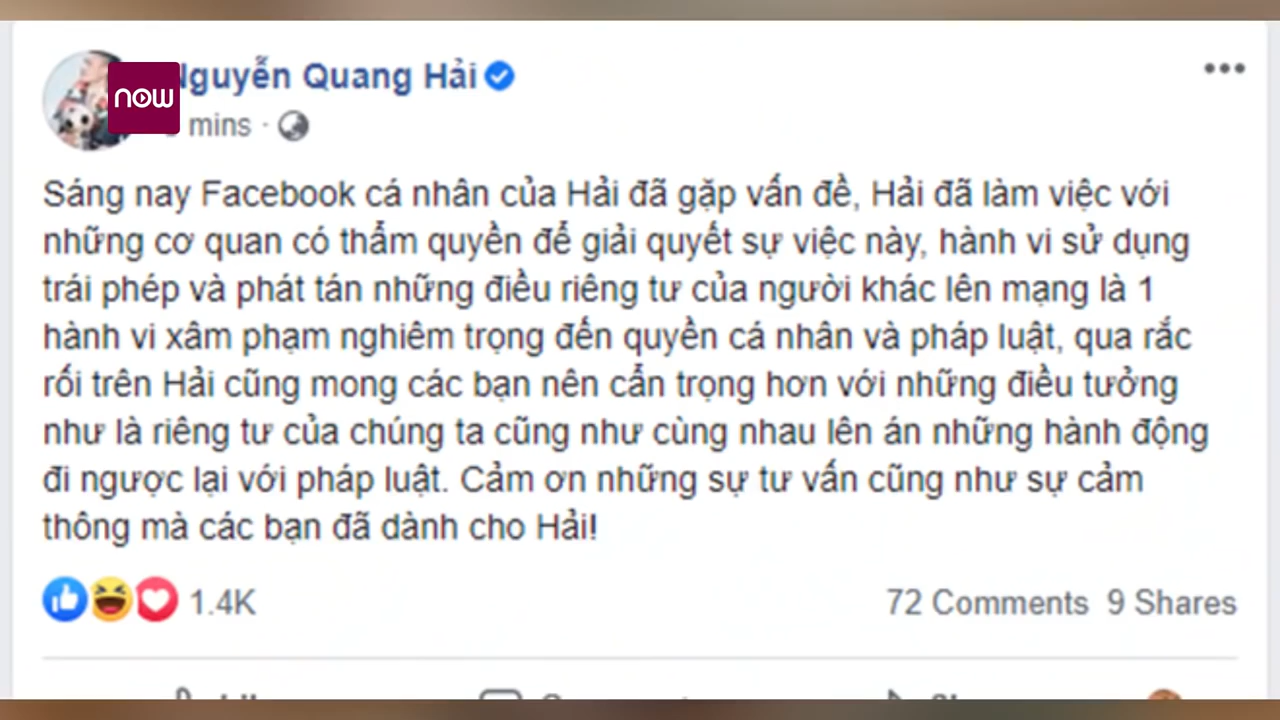 now
Nguyễn Quang Hải
mins ·
Sáng nay Facebook cá nhân của Hải đã gặp vấn đề, Hải đã làm việc với
những cơ quan có thẩm quyền để giải quyết sự việc này, hành vi sử dụng
trái phép và phát tán những điều riêng tư của người khác lên mạng là 1
hành vi xâm phạm nghiêm trọng đến quyền cá nhân và pháp luật, qua rắc
rối trên Hải cũng mong các bạn nên cẩn trọng hơn với những điều tưởng
như là riêng tư của chúng ta cũng như cùng nhau lên án những hành động
đi ngược lại với pháp luật. Cảm ơn những sự tư vấn cũng như sự cảm
thông mà các bạn đã dành cho Hải!
1.4K
72 Comments 9 Shares